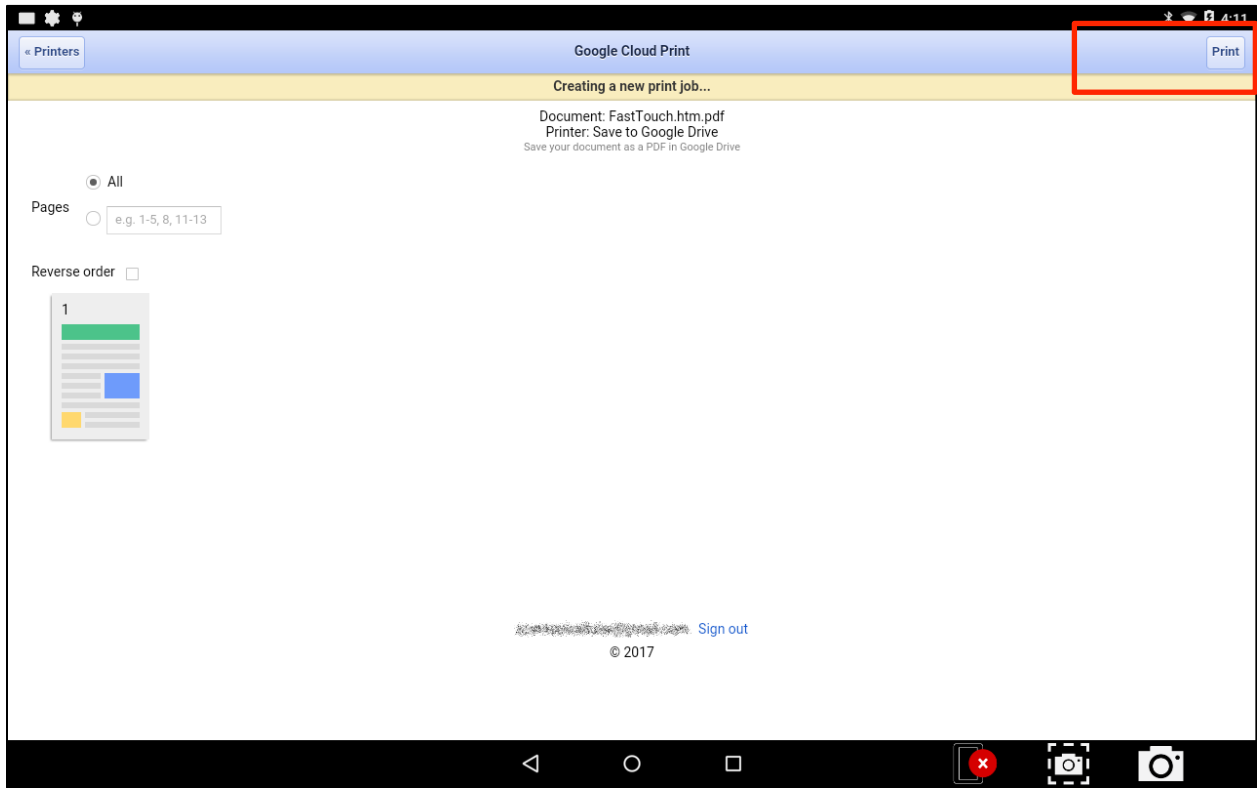 4:11
« Printers
Google Cloud Print
Print
Creating a new print job...
Document: FastTouch.htm.pdf
Printer: Save to Google Drive
Save your document as a PDF in Google Drive
All
Pages
e.g. 1-5, 8, 11-13
Reverse order
1
Sign out
© 2017